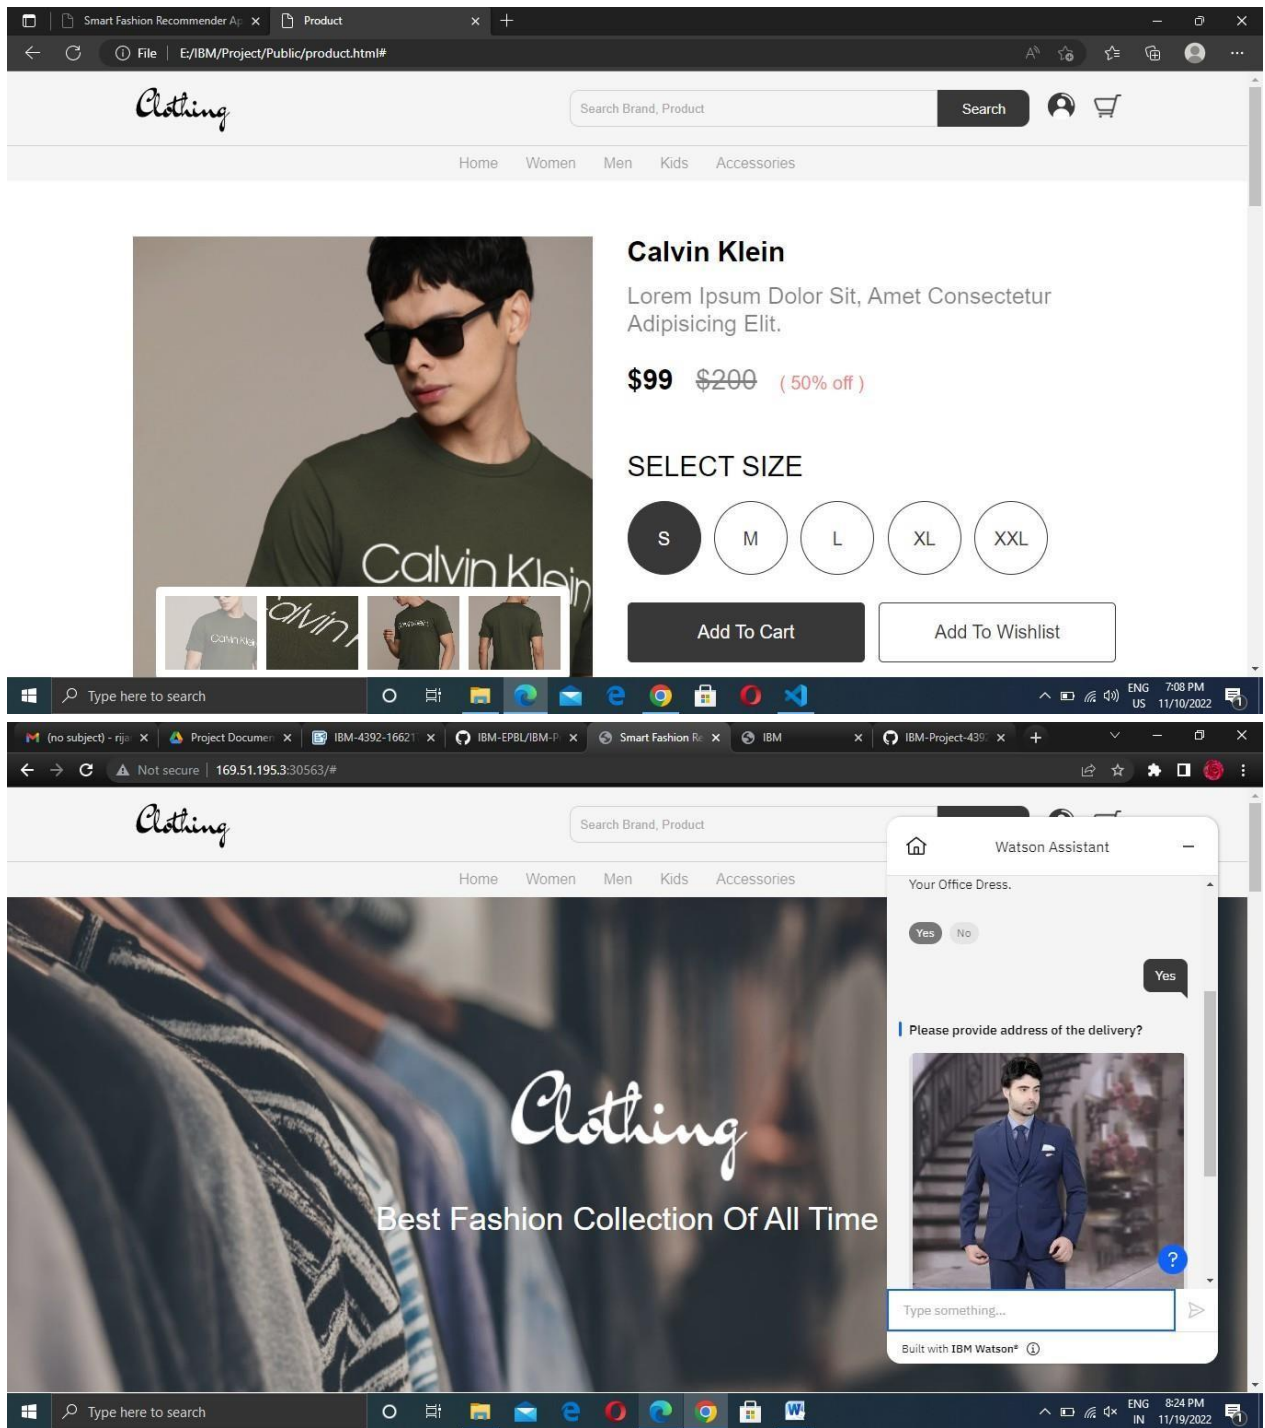 Smart Fashion Recommender Ap
Product
File
E:/IBM/Project/Public/product.html#
Clothing
Search Brand, Product
Search
Home Women Men Kids Accessories
Calvin Klein
Lorem Ipsum Dolor Sit, Amet Consectetur
Adipisicing Elit.
$99 $200 ( 50% off )
SELECT SIZE
S M L XL XXL
Calvin Klein
Add To Cart
Add To Wishlist
Type here to search
ENG 7:08 PM
US 11/10/2022
(no subject) - rija
Project Documen
IBM-4392-16621
IBM-EPBL/IBM-P
Smart Fashion Re
IBM
IBM-Project-439
Not secure
169.51.195.3:30563/#
Clothing
Search Brand, Product
Home Women Men Kids Accessories
Watson Assistant
Your Office Dress.
Yes No
Yes
Please provide address of the delivery?
Clothing
Best Fashion Collection Of All Time
Type something...
Built with IBM Watson®
Type here to search
ENG 8:24 PM
IN 11/19/2022